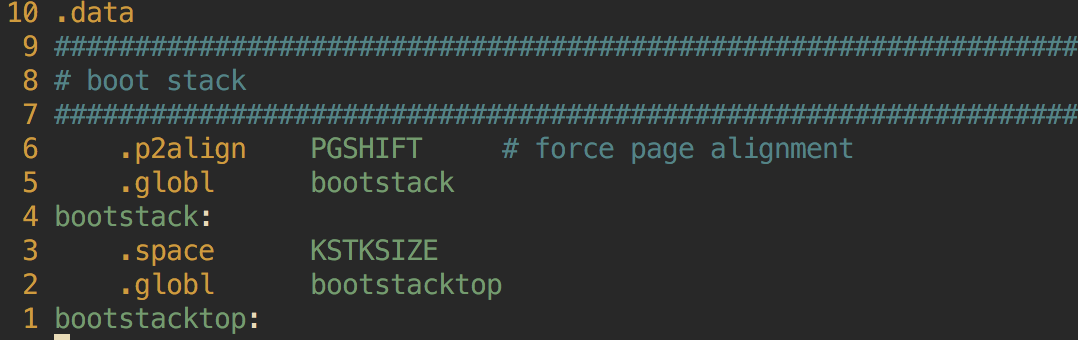 10 .data
9 ################################################################
8 # boot stack
7 ################################################################
6 .p2align PGSHIFT # force page alignment
5 .globl bootstack
4 bootstack:
3 .space KSTKSIZE
2 .globl bootstacktop
1 bootstacktop: